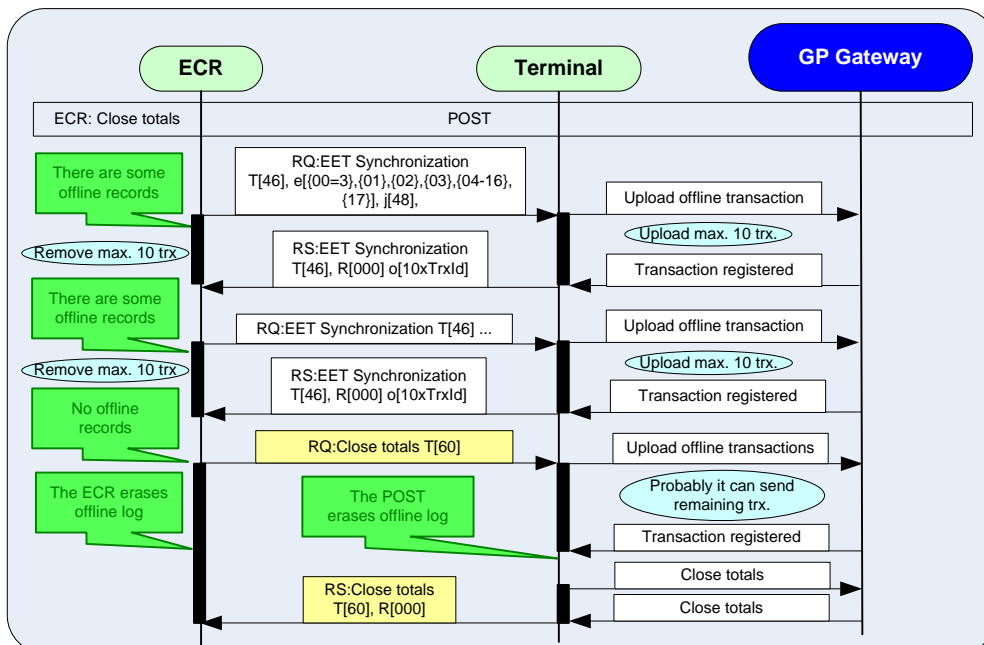 ECR
Terminal
GP Gateway
ECR: Close totals
POST
There are some
offline records
RQ:EET Synchronization
T[46], e[{00=3},{01},{02},{03},{04-16},
{17}], j[48],
Upload offline transaction
Remove max. 10 trx
Upload max. 10 trx.
RS:EET Synchronization
T[46], R[000] o[10xTrxId]
Transaction registered
There are some
offline records
RQ:EET Synchronization T[46] ...
Upload offline transaction
Remove max. 10 trx
Upload max. 10 trx.
RS:EET Synchronization
T[46], R[000] o[10xTrxId]
Transaction registered
No offline
records
RQ:Close totals T[60]
Upload offline transactions
The ECR erases
offline log
The POST
erases offline log
Probably it can send
remaining trx.
Transaction registered
Close totals
RS:Close totals
T[60], R[000]
Close totals